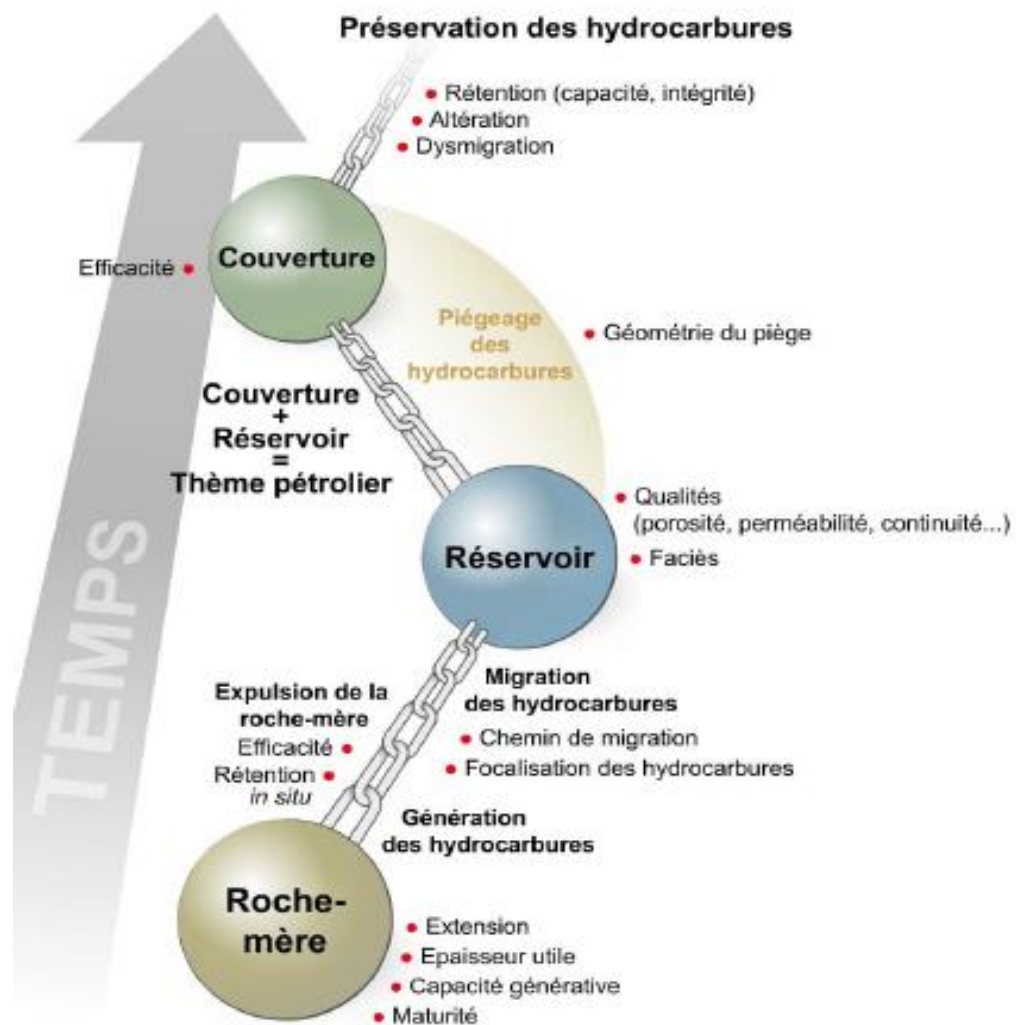 Préservation des hydrocarbures
• Rétention (capacité, intégrité)
• Altération
• Dysmigration
Couverture
Efficacité •
Piégeage
des
hydrocarbures
• Géométrie du piège
Couverture
+
Réservoir
=
Thème pétrolier
• Qualités
(porosité, perméabilité, continuité...)
Réservoir
• Faciès
TEMPS
Expulsion de la
roche-mère
Efficacité •
Rétention •
in situ
Migration
des hydrocarbures
• Chemin de migration
• Focalisation des hydrocarbures
Génération
des hydrocarbures
Roche-
mère
• Extension
• Epaisseur utile
• Capacité générative
• Maturité